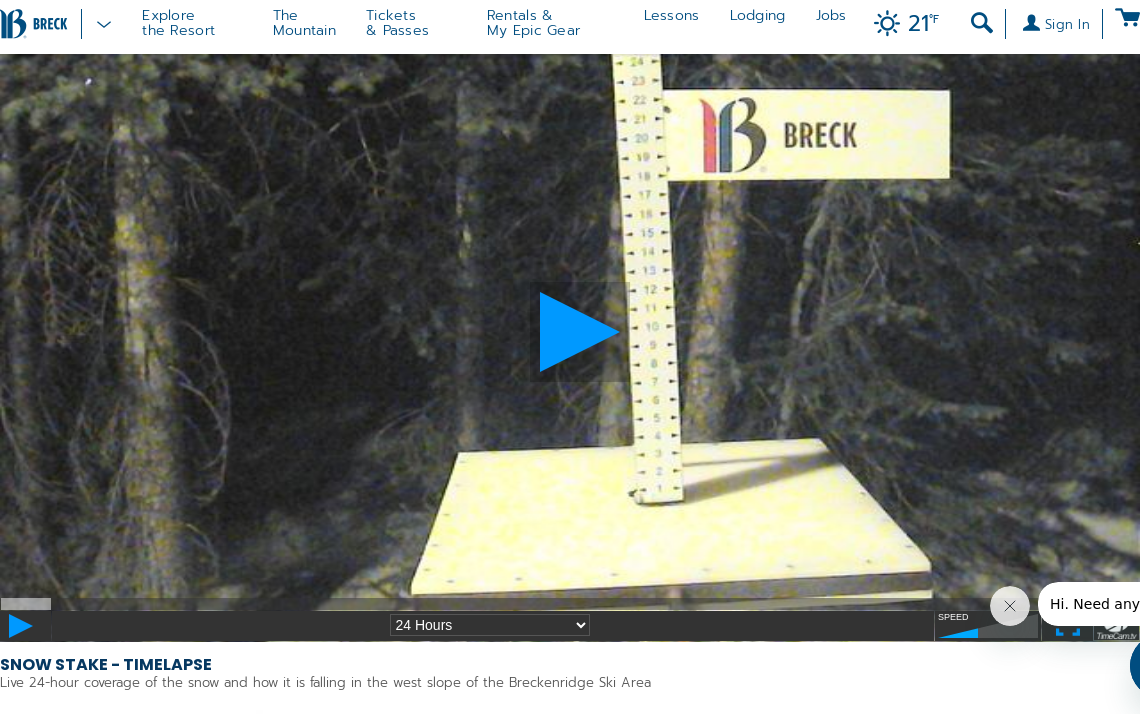 BRECK
Explore
the Resort
The
Mountain
Tickets
& Passes
Rentals &
My Epic Gear
Lessons
Lodging
Jobs
21°F
Sign In
24
23
22
21
20
19
18
17
16
15
14
13
12
11
10
9
8
7
6
5
4
3
2
1
BRECK
24 Hours
SPEED
Hi. Need any
TimeCam.tv
SNOW STAKE - TIMELAPSE
Live 24-hour coverage of the snow and how it is falling in the west slope of the Breckenridge Ski Area